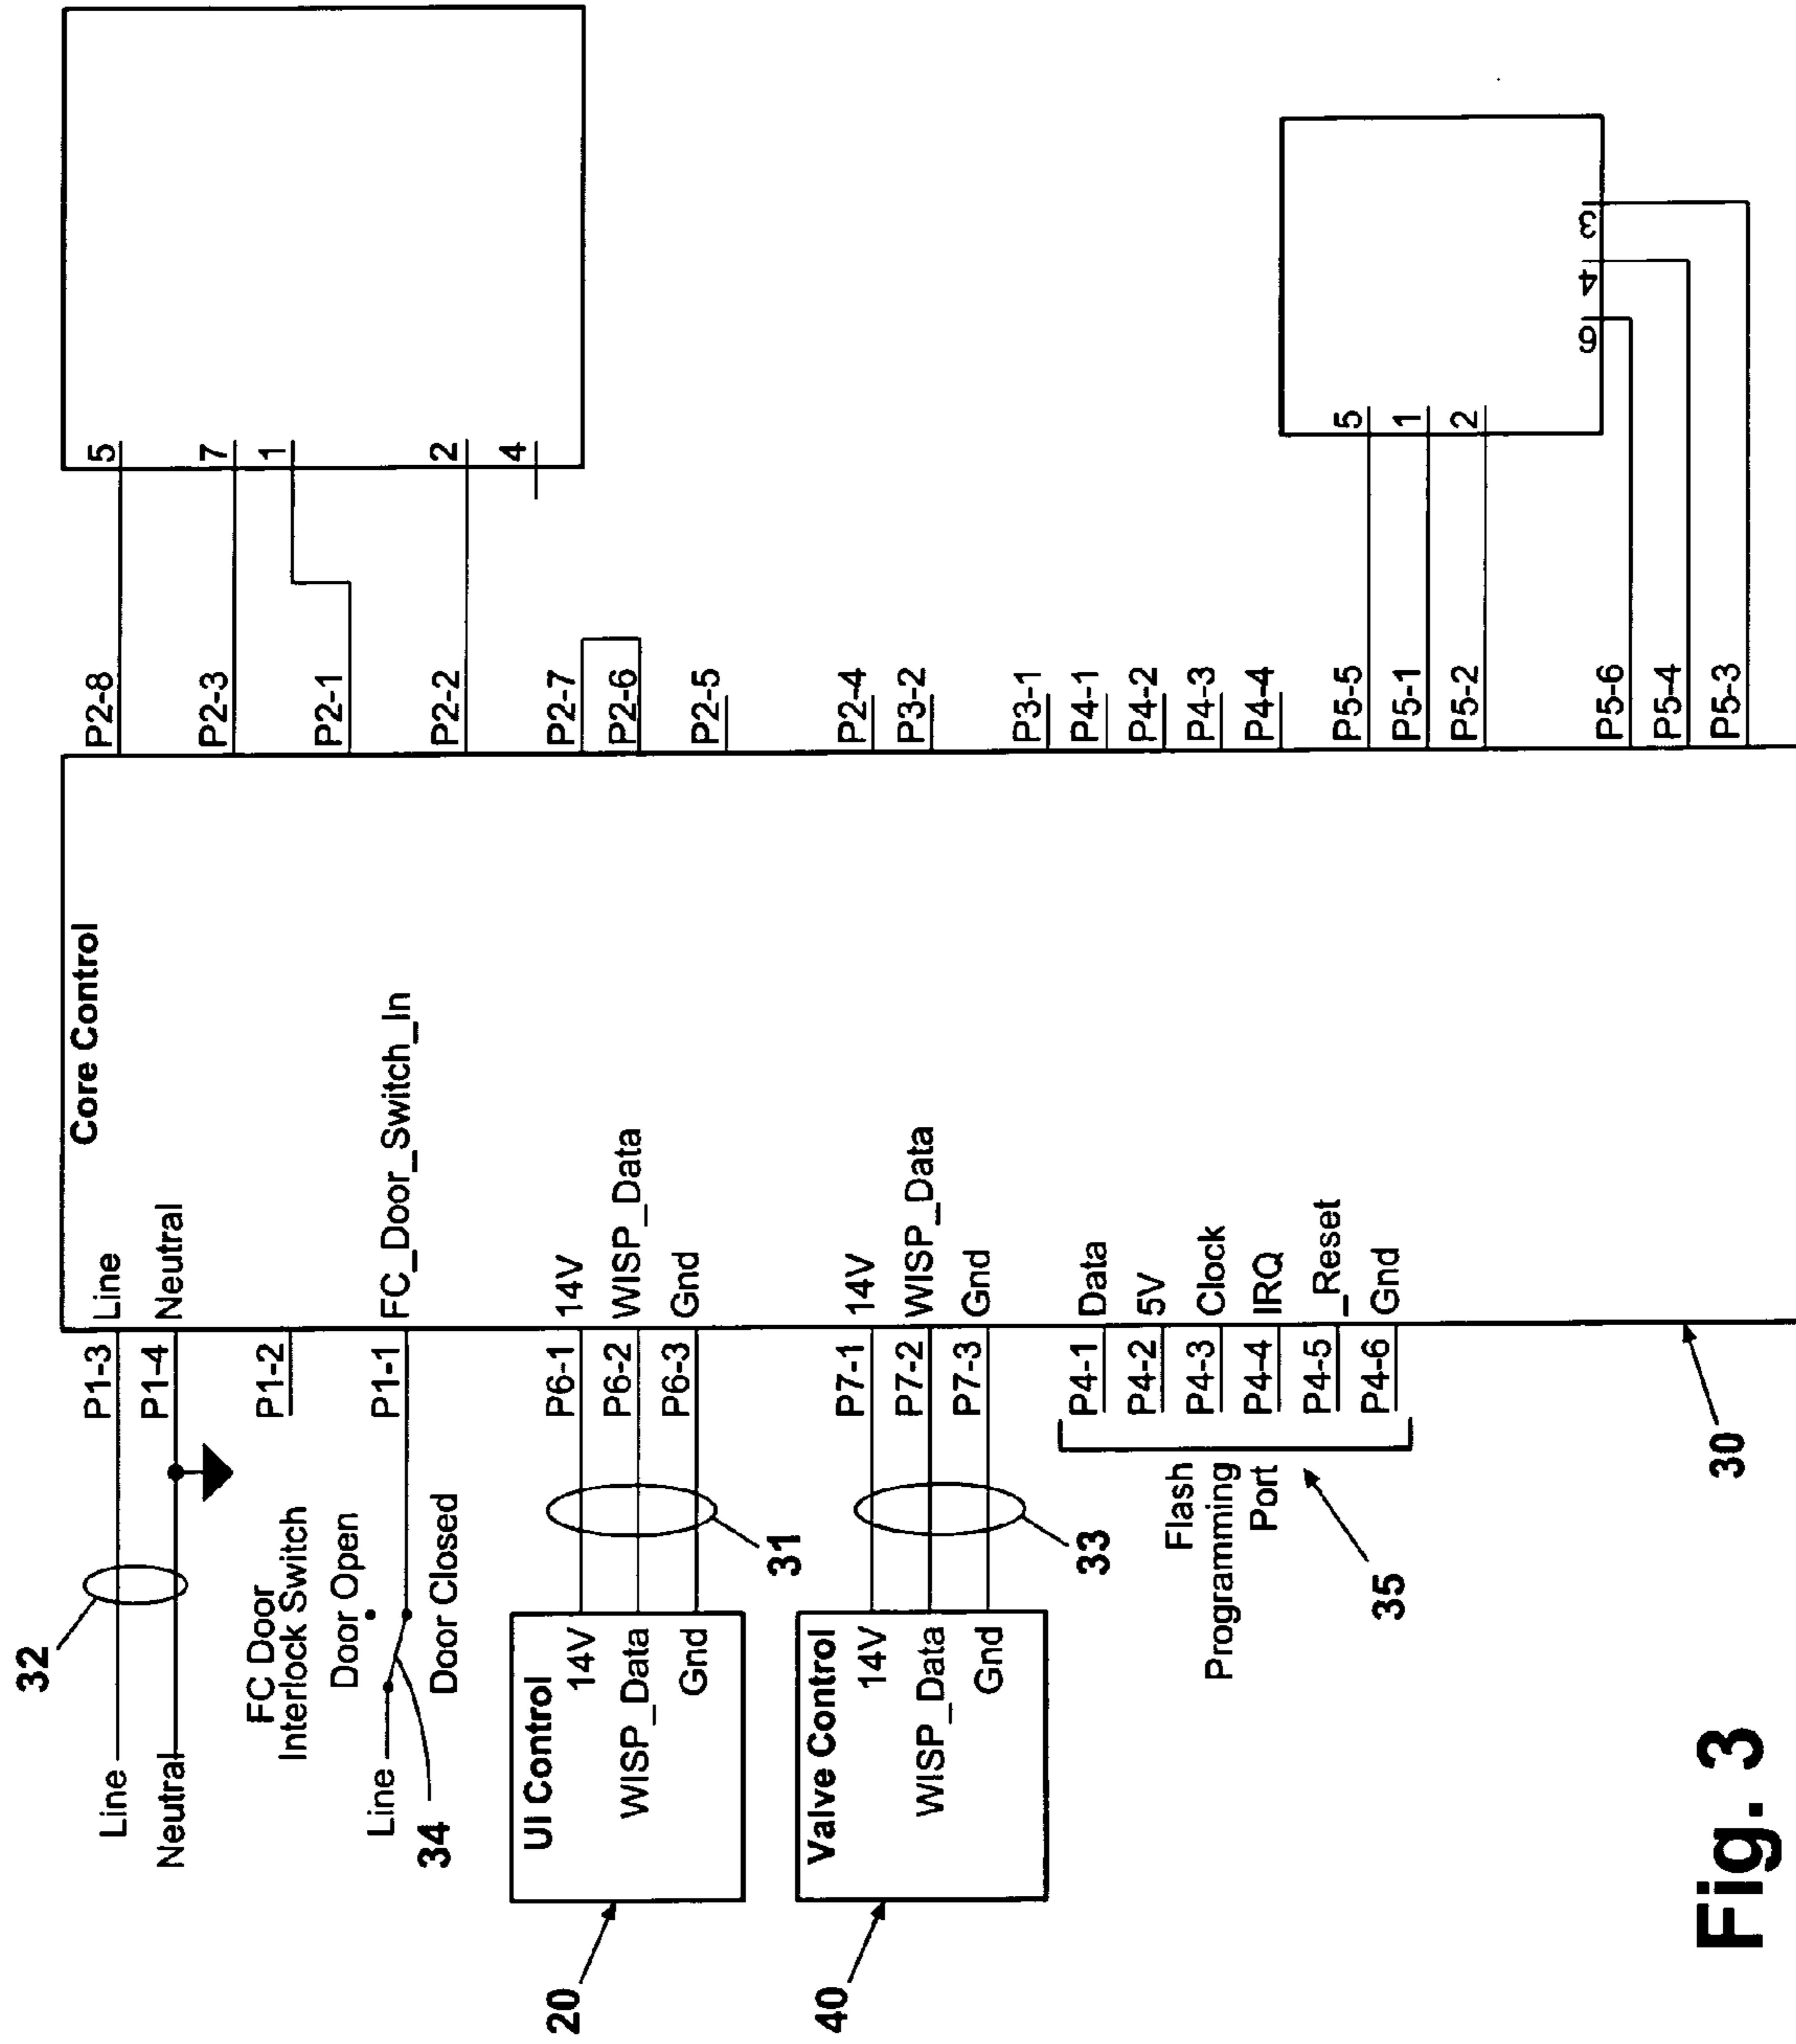 Core Control
32
Line
P1-3
Line
Neutral
P1-4
Neutral
FC Door
Interlock Switch
P1-2
Door Open
Line
P1-1
FC_Door_Switch_In
Door Closed
34
UI Control
14V
P6-1
14V
WISP_Data
P6-2
WISP_Data
Gnd
P6-3
Gnd
31
20
Valve Control
14V
P7-1
14V
WISP_Data
P7-2
WISP_Data
Gnd
P7-3
Gnd
33
40
Flash
Programming
Port
35
P4-1
Data
P4-2
5V
P4-3
Clock
P4-4
IRQ
P4-5
_Reset
P4-6
Gnd
30
P2-8
5
P2-3
7
P2-1
1
P2-2
2
4
P2-7
P2-6
P2-5
P2-4
P3-2
P3-1
P4-1
P4-2
P4-3
P4-4
P5-5
5
P5-1
1
P5-2
2
P5-6
6
P5-4
4
P5-3
3
Fig. 3